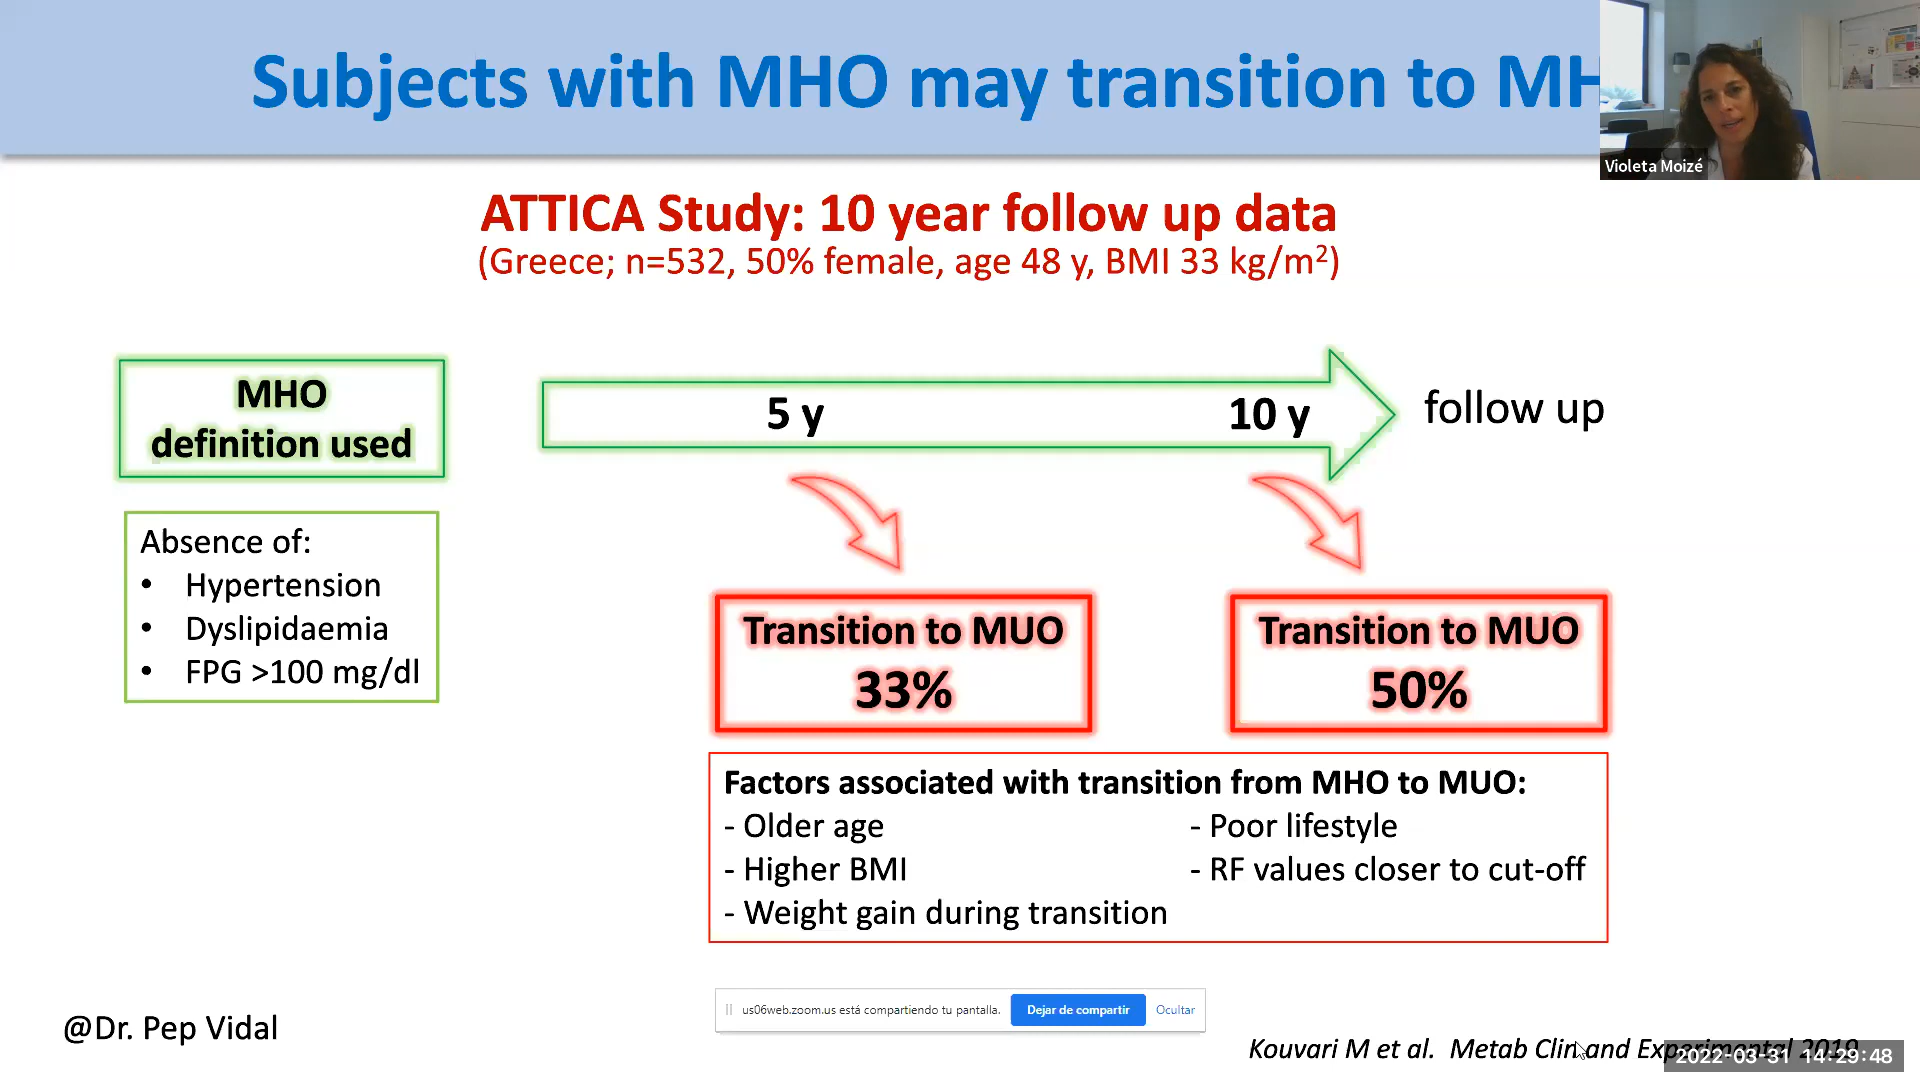 Subjects with MHO may transition to MH
Violeta Moizé
ATTICA Study: 10 year follow up data
(Greece; n=532, 50% female, age 48 y, BMI 33 kg/m²)
MHO
definition used
5 y
10 y
follow up
Absence of:
• Hypertension
• Dyslipidaemia
• FPG >100 mg/dl
Transition to MUO
33%
Transition to MUO
50%
Factors associated with transition from MHO to MUO:
- Older age
- Poor lifestyle
- Higher BMI
- RF values closer to cut-off
- Weight gain during transition
us06web.zoom.us está compartiendo tu pantalla.
Dejar de compartir
Ocultar
@Dr. Pep Vidal
Kouvari M et al. Metab Clin and Experimental 2019
2022-03-31 14:29:48